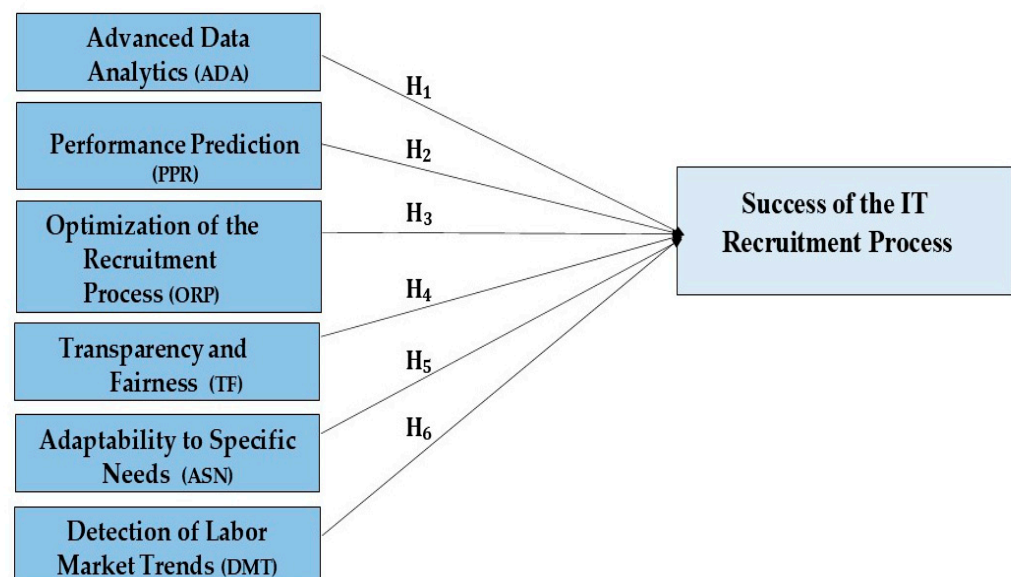 Advanced Data
Analytics (ADA)
H₁
Performance Prediction
(PPR)
H₂
Optimization of the
Recruitment
Process (ORP)
H₃
Transparency and
Fairness (TF)
H₄
Adaptability to Specific
Needs (ASN)
H₅
Detection of Labor
Market Trends (DMT)
H₆
Success of the IT
Recruitment Process